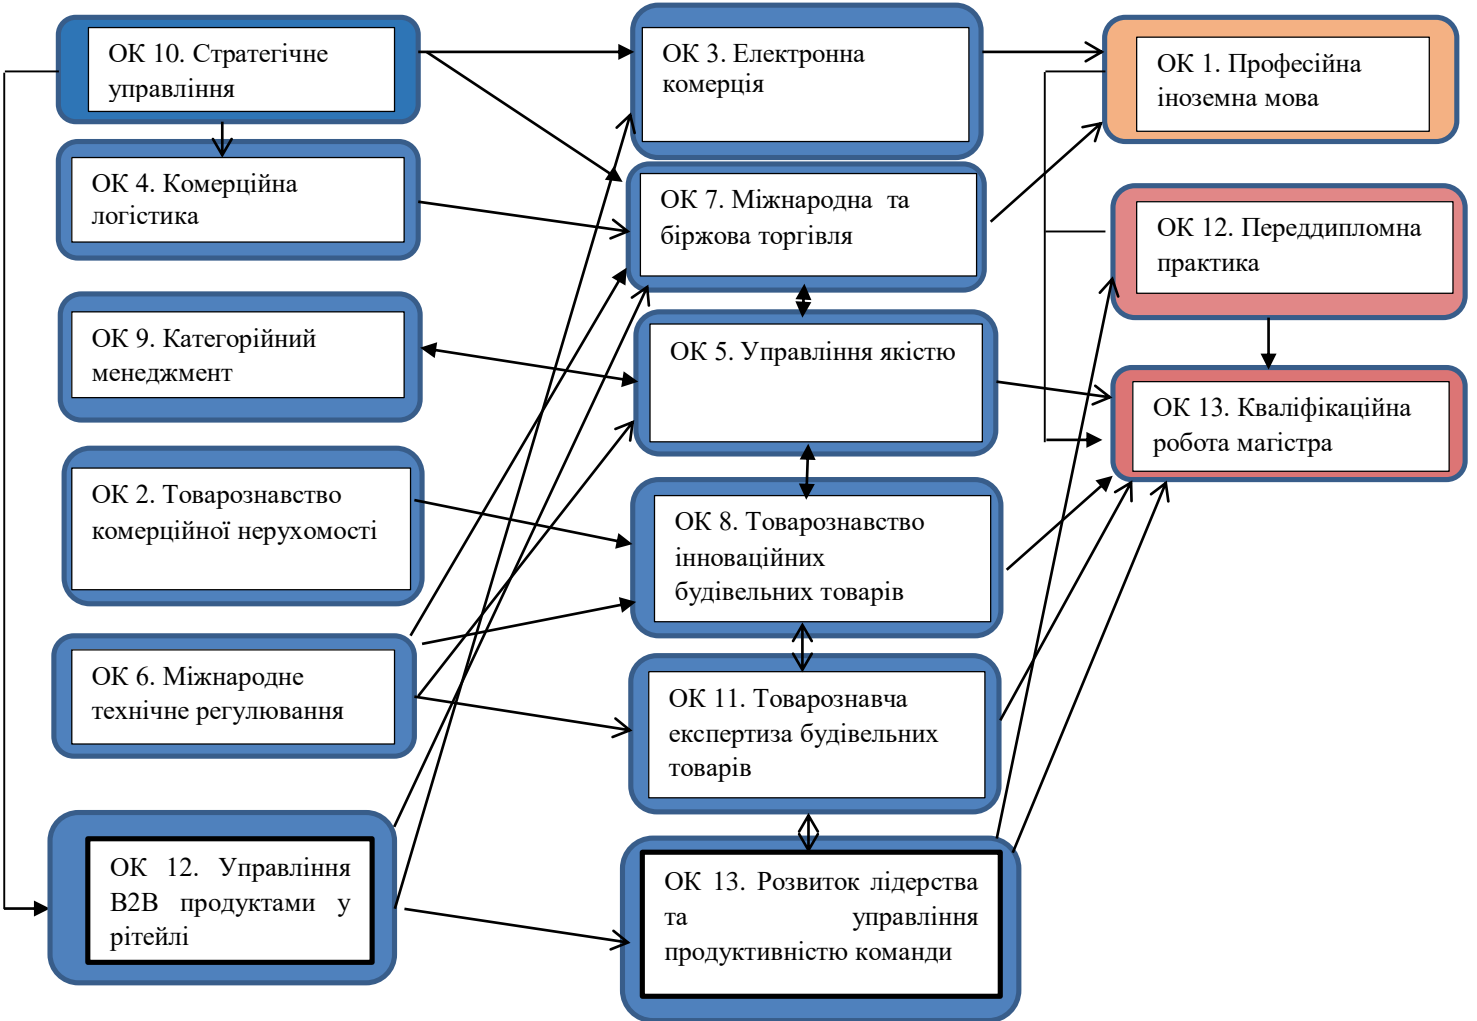 ОК 10. Стратегічне
управління
ОК 4. Комерційна
логістика
ОК 9. Категорійний
менеджмент
ОК 2. Товарознавство
комерційної нерухомості
ОК 6. Міжнародне
технічне регулювання
ОК 12. Управління
В2В продуктами у
рітейлі
ОК 3. Електронна
комерція
ОК 7. Міжнародна та
біржова торгівля
ОК 5. Управління якістю
ОК 8. Товарознавство
інноваційних
будівельних товарів
ОК 11. Товарознавча
експертиза будівельних
товарів
ОК 13. Розвиток лідерства
та управління
продуктивністю команди
ОК 1. Професійна
іноземна мова
ОК 12. Переддипломна
практика
ОК 13. Кваліфікаційна
робота магістра